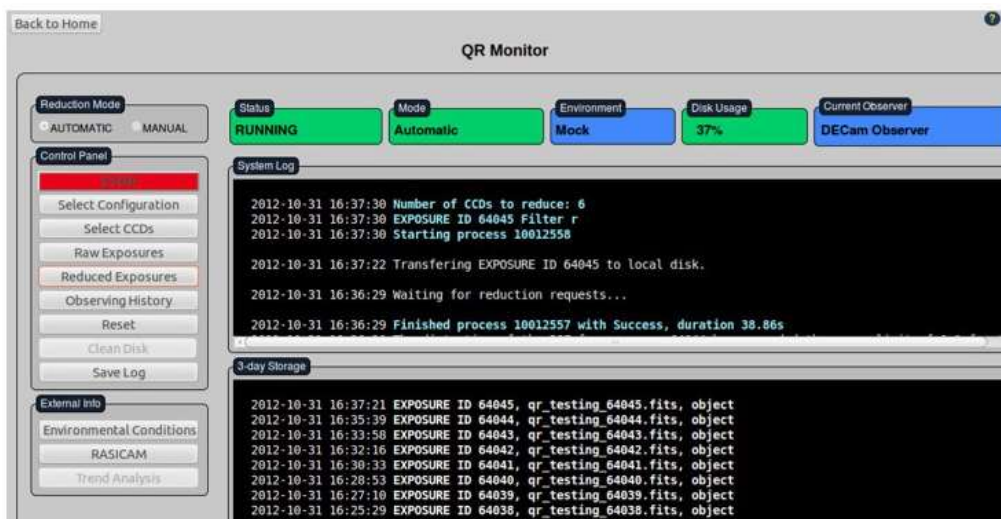 Back to Home
?
QR Monitor
Reduction Mode
AUTOMATIC MANUAL
Control Panel
STOP
Select Configuration
Select CCDs
Raw Exposures
Reduced Exposures
Observing History
Reset
Clean Disk
Save Log
External Info
Environmental Conditions
RASICAM
Trend Analysis
Status
RUNNING
Mode
Automatic
Environment
Mock
Disk Usage
37%
Current Observer
DECam Observer
System Log
2012-10-31 16:37:30 Number of CCDs to reduce: 6
2012-10-31 16:37:30 EXPOSURE ID 64045 Filter r
2012-10-31 16:37:30 Starting process 10012558
2012-10-31 16:37:22 Transfering EXPOSURE ID 64045 to local disk.
2012-10-31 16:36:29 Waiting for reduction requests...
2012-10-31 16:36:29 Finished process 10012557 with Success, duration 38.86s
3-day Storage
2012-10-31 16:37:21 EXPOSURE ID 64045, qr_testing_64045.fits, object
2012-10-31 16:35:39 EXPOSURE ID 64044, qr_testing_64044.fits, object
2012-10-31 16:33:58 EXPOSURE ID 64043, qr_testing_64043.fits, object
2012-10-31 16:32:16 EXPOSURE ID 64042, qr_testing_64042.fits, object
2012-10-31 16:30:33 EXPOSURE ID 64041, qr_testing_64041.fits, object
2012-10-31 16:28:53 EXPOSURE ID 64040, qr_testing_64040.fits, object
2012-10-31 16:27:10 EXPOSURE ID 64039, qr_testing_64039.fits, object
2012-10-31 16:25:29 EXPOSURE ID 64038, qr_testing_64038.fits, object